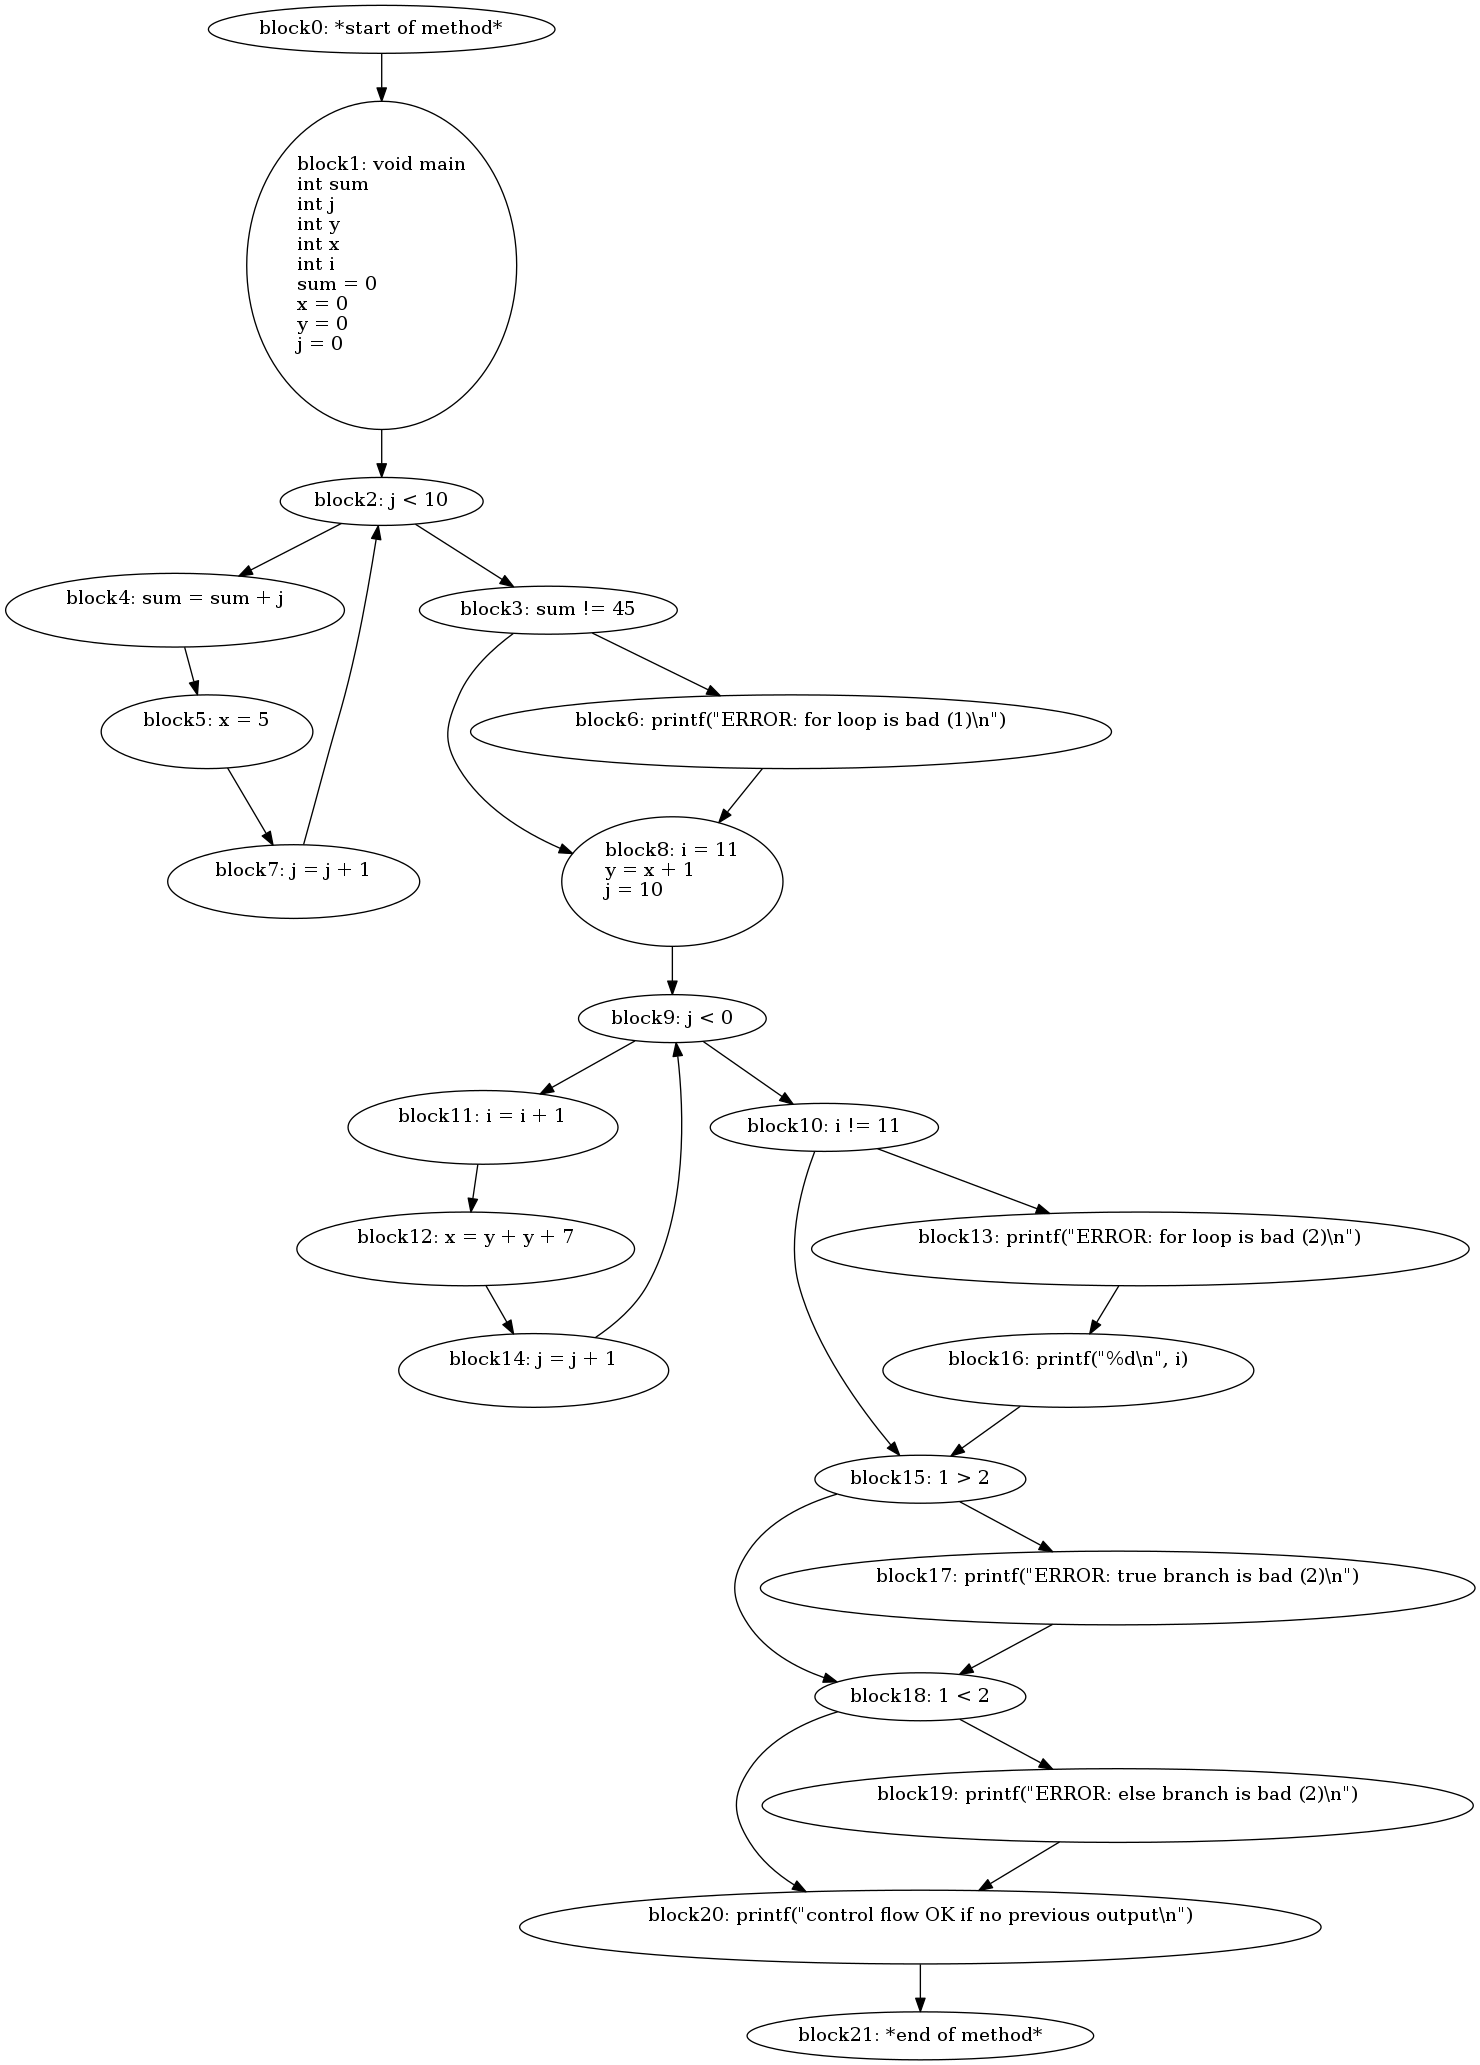 block0: *start of method*
block1: void main
int sum
int j
int y
int x
int i
sum = 0
x = 0
y = 0
j = 0
block2: j < 10
block4: sum = sum + j
block3: sum != 45
block5: x = 5
block6: printf("ERROR: for loop is bad (1)\n")
block7: j = j + 1
block8: i = 11
y = x + 1
j = 10
block9: j < 0
block11: i = i + 1
block10: i != 11
block12: x = y + y + 7
block13: printf("ERROR: for loop is bad (2)\n")
block14: j = j + 1
block16: printf("%d\n", i)
block15: 1 > 2
block17: printf("ERROR: true branch is bad (2)\n")
block18: 1 < 2
block19: printf("ERROR: else branch is bad (2)\n")
block20: printf("control flow OK if no previous output\n")
block21: *end of method*